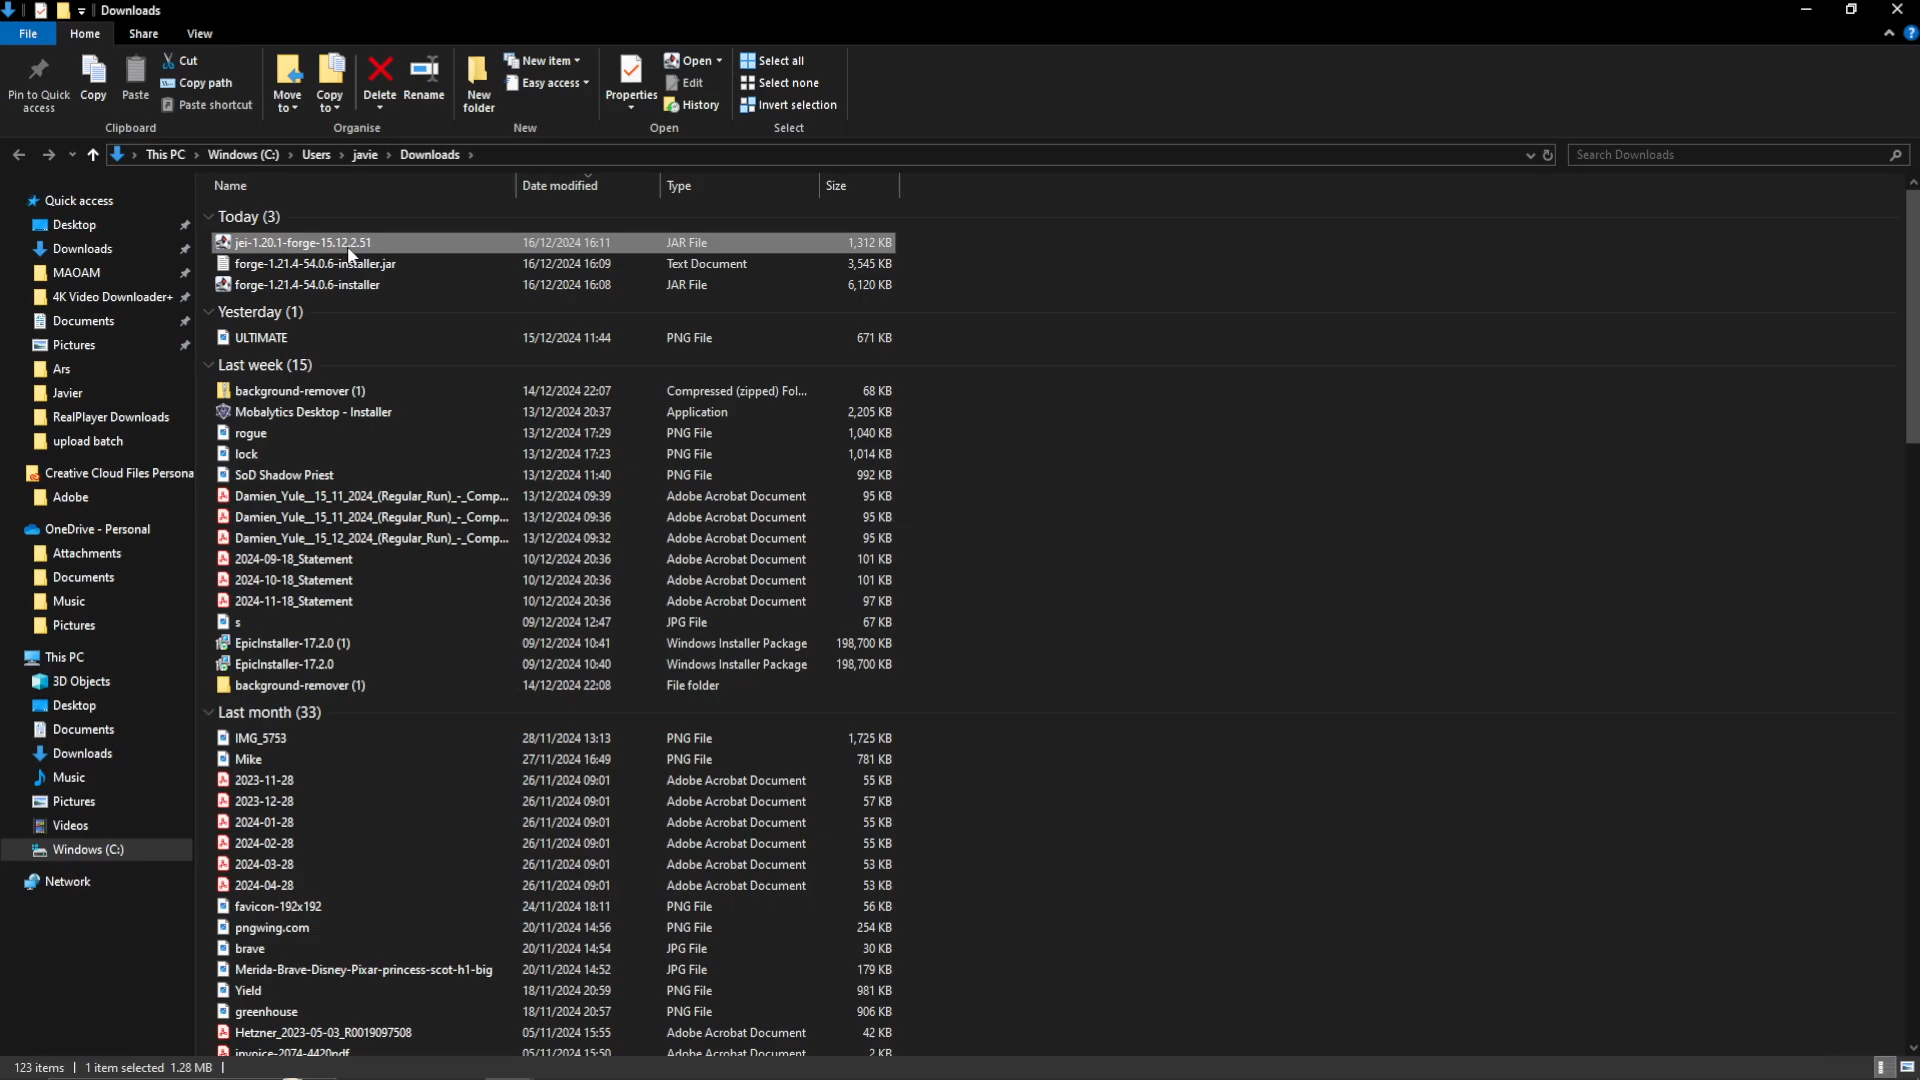 Downloads
File Home Share View
Pin to Quick access
Copy
Paste
Cut
Copy path
Paste shortcut
Clipboard
Move to
Copy to
Delete
Rename
Organise
New folder
New item
Easy access
New
Properties
Open
Edit
History
Open
Select all
Select none
Invert selection
Select
This PC Windows (C:) Users javie Downloads
Search Downloads
Quick access
Desktop
Downloads
MAOAM
4K Video Downloader+
Documents
Pictures
Ars
Javier
RealPlayer Downloads
upload batch
Creative Cloud Files Persona
Adobe
OneDrive - Personal
Attachments
Documents
Music
Pictures
This PC
3D Objects
Desktop
Documents
Downloads
Music
Pictures
Videos
Windows (C:)
Network
Name Date modified Type Size
Today (3)
jei-1.20.1-forge-15.12.2.51 16/12/2024 16:11 JAR File 1,312 KB
forge-1.21.4-54.0.6-installer.jar 16/12/2024 16:09 Text Document 3,545 KB
forge-1.21.4-54.0.6-installer 16/12/2024 16:08 JAR File 6,120 KB
Yesterday (1)
ULTIMATE 15/12/2024 11:44 PNG File 671 KB
Last week (15)
background-remover (1) 14/12/2024 22:07 Compressed (zipped) Fol... 68 KB
Mobalytics Desktop - Installer 13/12/2024 20:37 Application 2,205 KB
rogue 13/12/2024 17:29 PNG File 1,040 KB
lock 13/12/2024 17:23 PNG File 1,014 KB
SoD Shadow Priest 13/12/2024 11:40 PNG File 992 KB
Damien_Yule__15_11_2024_(Regular_Run)_-_Comp... 13/12/2024 09:39 Adobe Acrobat Document 95 KB
Damien_Yule__15_11_2024_(Regular_Run)_-_Comp... 13/12/2024 09:36 Adobe Acrobat Document 95 KB
Damien_Yule__15_12_2024_(Regular_Run)_-_Comp... 13/12/2024 09:32 Adobe Acrobat Document 95 KB
2024-09-18_Statement 10/12/2024 20:36 Adobe Acrobat Document 101 KB
2024-10-18_Statement 10/12/2024 20:36 Adobe Acrobat Document 101 KB
2024-11-18_Statement 10/12/2024 20:36 Adobe Acrobat Document 97 KB
s 09/12/2024 12:47 JPG File 67 KB
EpicInstaller-17.2.0 (1) 09/12/2024 10:41 Windows Installer Package 198,700 KB
EpicInstaller-17.2.0 09/12/2024 10:40 Windows Installer Package 198,700 KB
background-remover (1) 14/12/2024 22:08 File folder
Last month (33)
IMG_5753 28/11/2024 13:13 PNG File 1,725 KB
Mike 27/11/2024 16:49 PNG File 781 KB
2023-11-28 26/11/2024 09:01 Adobe Acrobat Document 55 KB
2023-12-28 26/11/2024 09:01 Adobe Acrobat Document 57 KB
2024-01-28 26/11/2024 09:01 Adobe Acrobat Document 55 KB
2024-02-28 26/11/2024 09:01 Adobe Acrobat Document 55 KB
2024-03-28 26/11/2024 09:01 Adobe Acrobat Document 53 KB
2024-04-28 26/11/2024 09:01 Adobe Acrobat Document 53 KB
favicon-192x192 24/11/2024 18:11 PNG File 56 KB
pngwing.com 20/11/2024 14:56 PNG File 254 KB
brave 20/11/2024 14:54 JPG File 30 KB
Merida-Brave-Disney-Pixar-princess-scot-h1-big 20/11/2024 14:52 JPG File 179 KB
Yield 18/11/2024 20:59 PNG File 981 KB
greenhouse 18/11/2024 20:57 PNG File 906 KB
Hetzner_2023-05-03_R0019097508 05/11/2024 15:55 Adobe Acrobat Document 42 KB
invoice-2074-4420pdf 05/11/2024 15:50 Adobe Acrobat Document 2 KB
123 items 1 item selected 1.28 MB